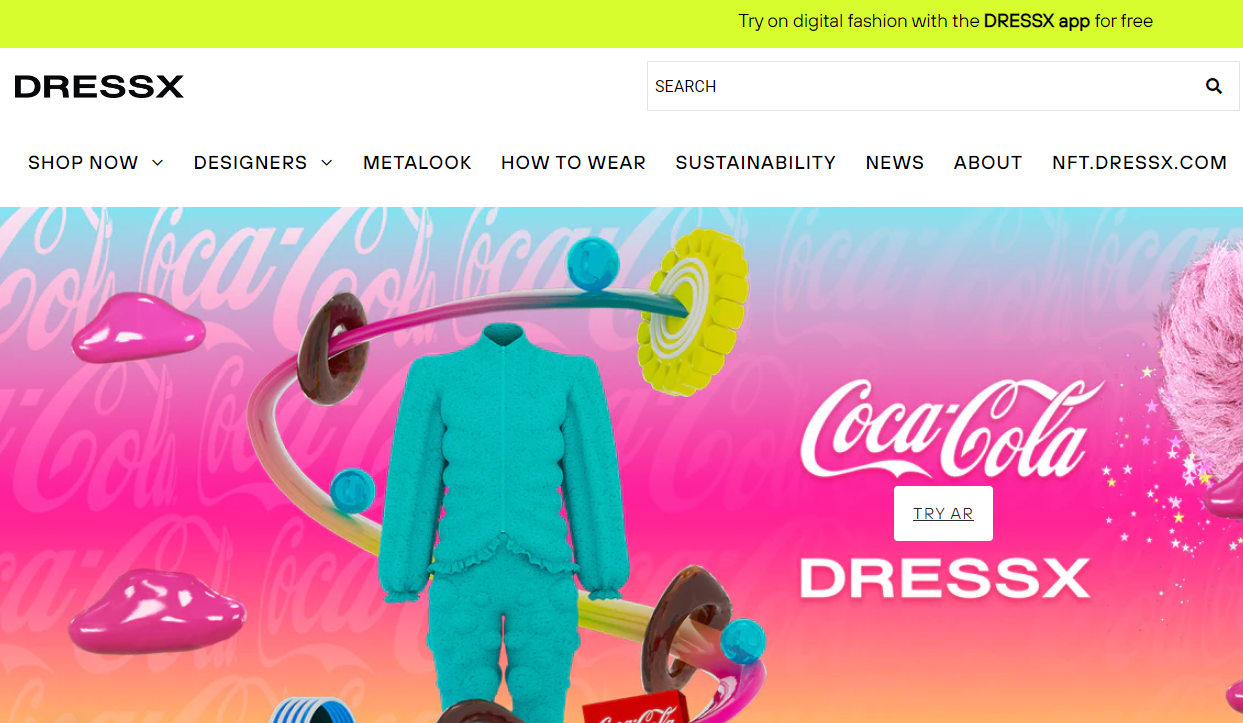 Try on digital fashion with the DRESSX app for free
DRESSX
SEARCH
SHOP NOW DESIGNERS METALOOK HOW TO WEAR SUSTAINABILITY NEWS ABOUT NFT.DRESSX.COM
Coca-Cola
TRY AR
DRESSX